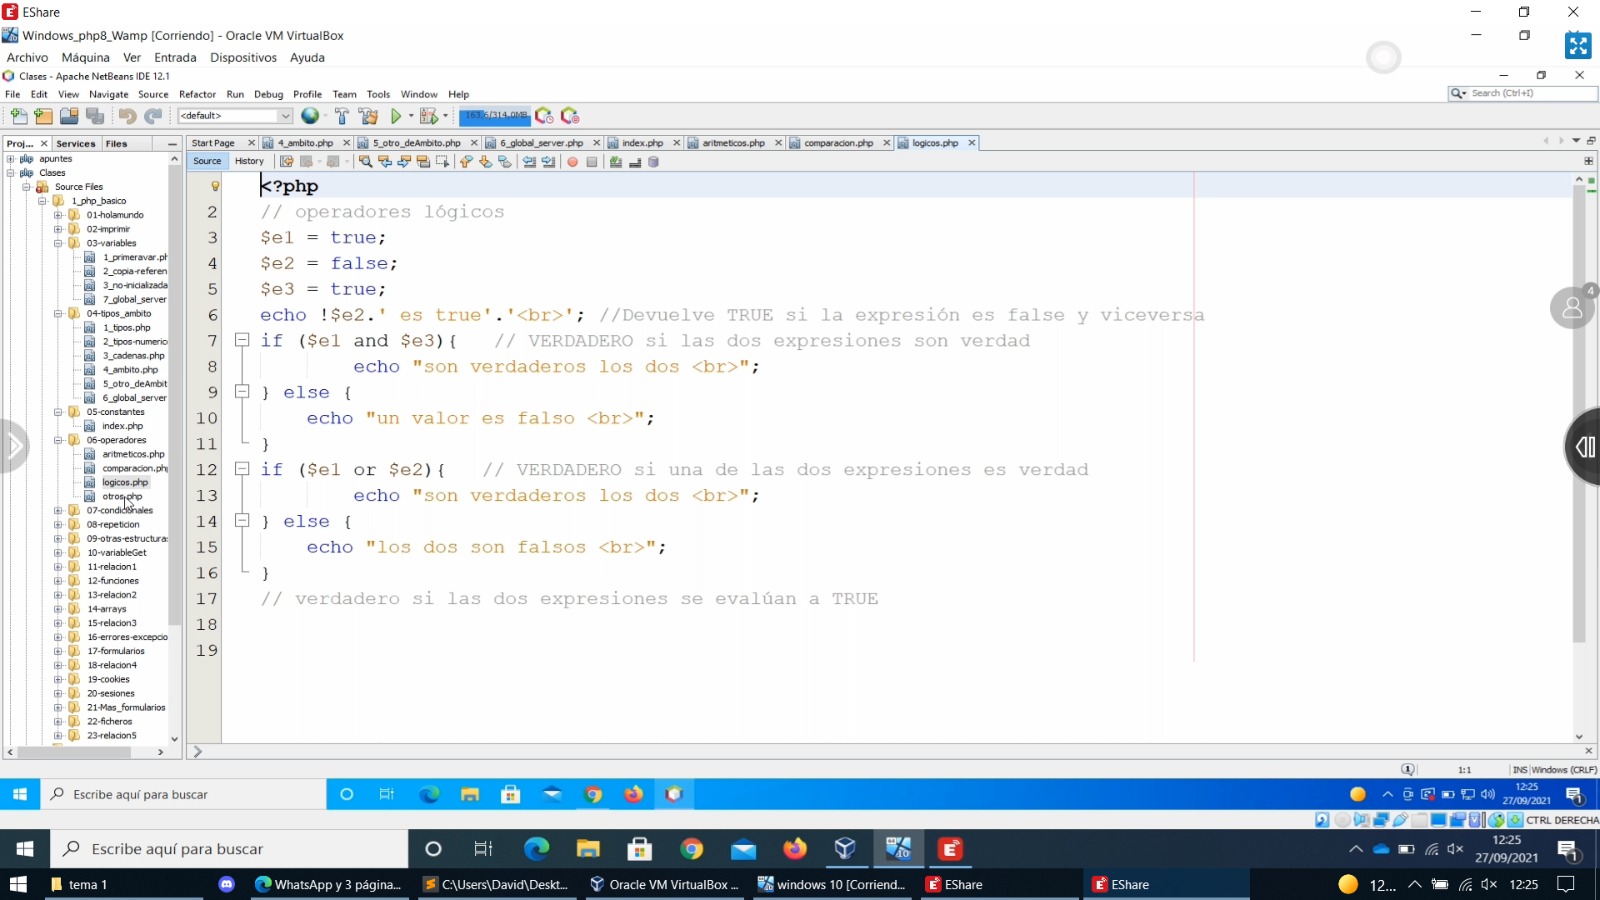 EShare
Windows_php8_Wamp [Corriendo] - Oracle VM VirtualBox
Archivo Máquina Ver Entrada Dispositivos Ayuda
Clases - Apache NetBeans IDE 12.1
File Edit View Navigate Source Refactor Run Debug Profile Team Tools Window Help
Search (Ctrl+I)
<default>
163.6/314.0MB
Proj... Services Files
Start Page 4_ambito.php 5_otro_deAmbito.php 6_global_server.php index.php aritmeticos.php comparacion.php logicos.php
Source History
apuntes
Clases
Source Files
1_php_basico
01-holamundo
02-imprimir
03-variables
1_primeravar.ph
2_copia-referen
3_no-inicializada
7_global_server
04-tipos_ambito
1_tipos.php
2_tipos-numeric
3_cadenas.php
4_ambito.php
5_otro_deAmbit
6_global_server
05-constantes
index.php
06-operadores
aritmeticos.php
comparacion.php
logicos.php
otros.php
07-condicionales
08-repeticion
09-otras-estructuras
10-variableGet
11-relacion1
12-funciones
13-relacion2
14-arrays
15-relacion3
16-errores-excepcio
17-formularios
18-relacion4
19-cookies
20-sesiones
21-Mas_formularios
22-ficheros
23-relacion5
<?php
2 // operadores lógicos
3 $e1 = true;
4 $e2 = false;
5 $e3 = true;
6 echo !$e2.' es true'.'<br>'; //Devuelve TRUE si la expresión es false y viceversa
7 if ($e1 and $e3){ // VERDADERO si las dos expresiones son verdad
8 echo "son verdaderos los dos <br>";
9 } else {
10 echo "un valor es falso <br>";
11 }
12 if ($e1 or $e2){ // VERDADERO si una de las dos expresiones es verdad
13 echo "son verdaderos los dos <br>";
14 } else {
15 echo "los dos son falsos <br>";
16 }
17 // verdadero si las dos expresiones se evalúan a TRUE
18
19
4
1:1 INS Windows (CRLF)
Escribe aquí para buscar
12:25
27/09/2021
CTRL DERECHA
Escribe aquí para buscar
12:25
27/09/2021
tema 1 WhatsApp y 3 página... C:\Users\David\Deskt... Oracle VM VirtualBox ... windows 10 [Corriend... EShare EShare 12... 12:25